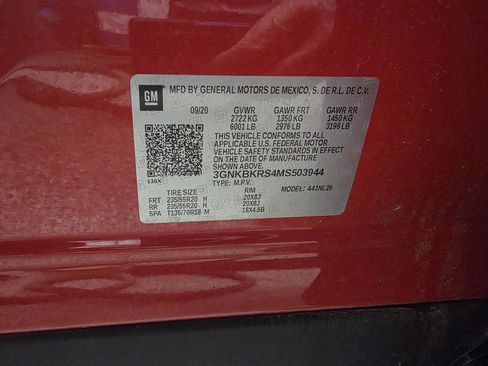 GM
MFD BY GENERAL MOTORS DE MEXICO, S. DE R.L. DE C.V.
09/20 GVWR GAWR FRT GAWR RR
2722 KG 1350 KG 1450 KG
6001 LB 2976 LB 3196 LB
THIS VEHICLE CONFORMS TO ALL
APPLICABLE U.S. FEDERAL MOTOR
VEHICLE SAFETY STANDARDS IN EFFECT
ON THE DATE OF MANUFACTURE
SHOWN ABOVE.
3GNKBKRS4MS503944
130X TYPE: M.P.V. MODEL: 441NL26
TIRE SIZE RIM
FRT 235/55R20 H 20X8J
RR 235/55R20 H 20X8J
SPA T135/70R18 M 18X4.5B